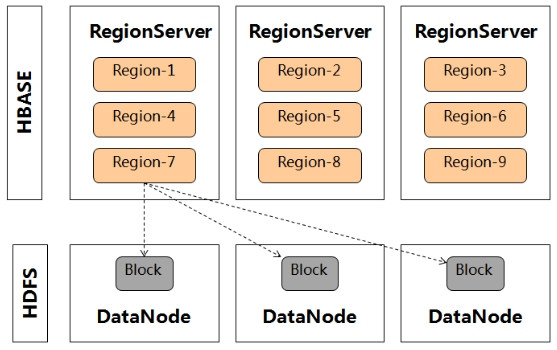 HBASE
RegionServer
RegionServer
RegionServer
Region-1
Region-2
Region-3
Region-4
Region-5
Region-6
Region-7
Region-8
Region-9
HDFS
Block
Block
Block
DataNode
DataNode
DataNode